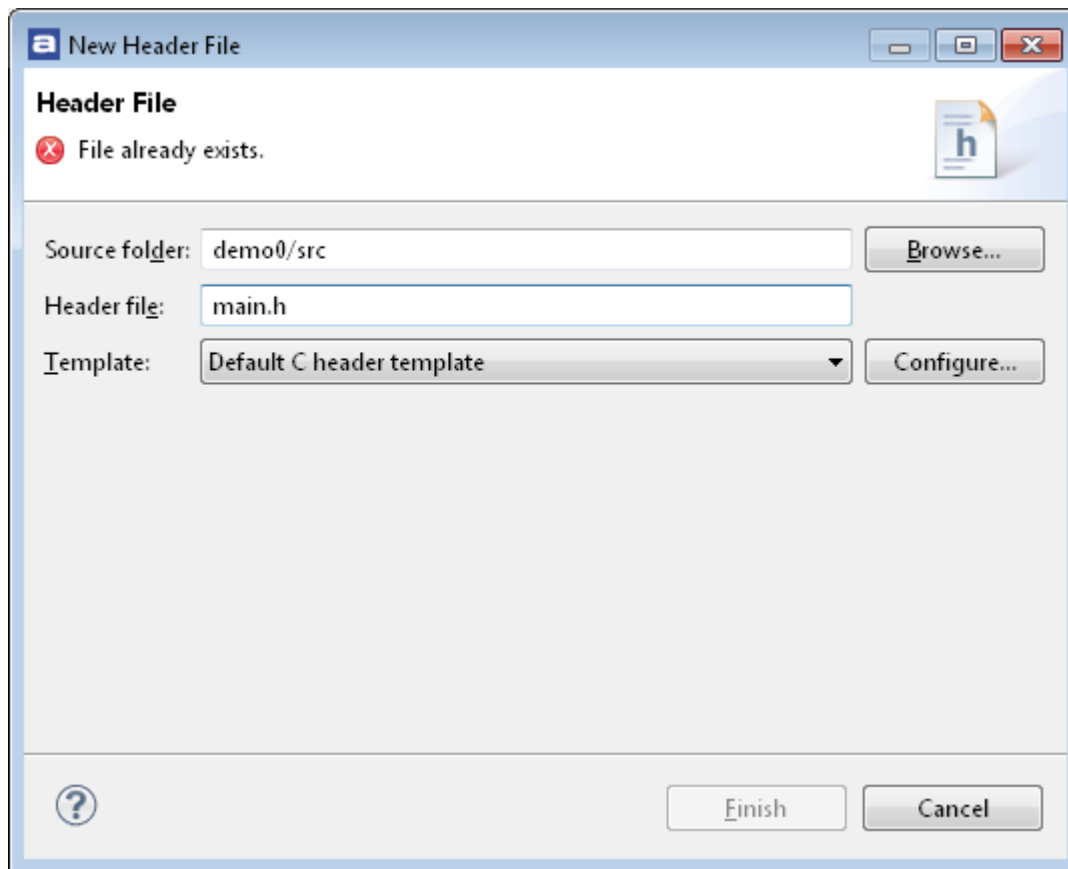 a New Header File
Header File
File already exists.
h
Source folder: demo0/src Browse...
Header file: main.h
Template: Default C header template Configure...
? Finish Cancel